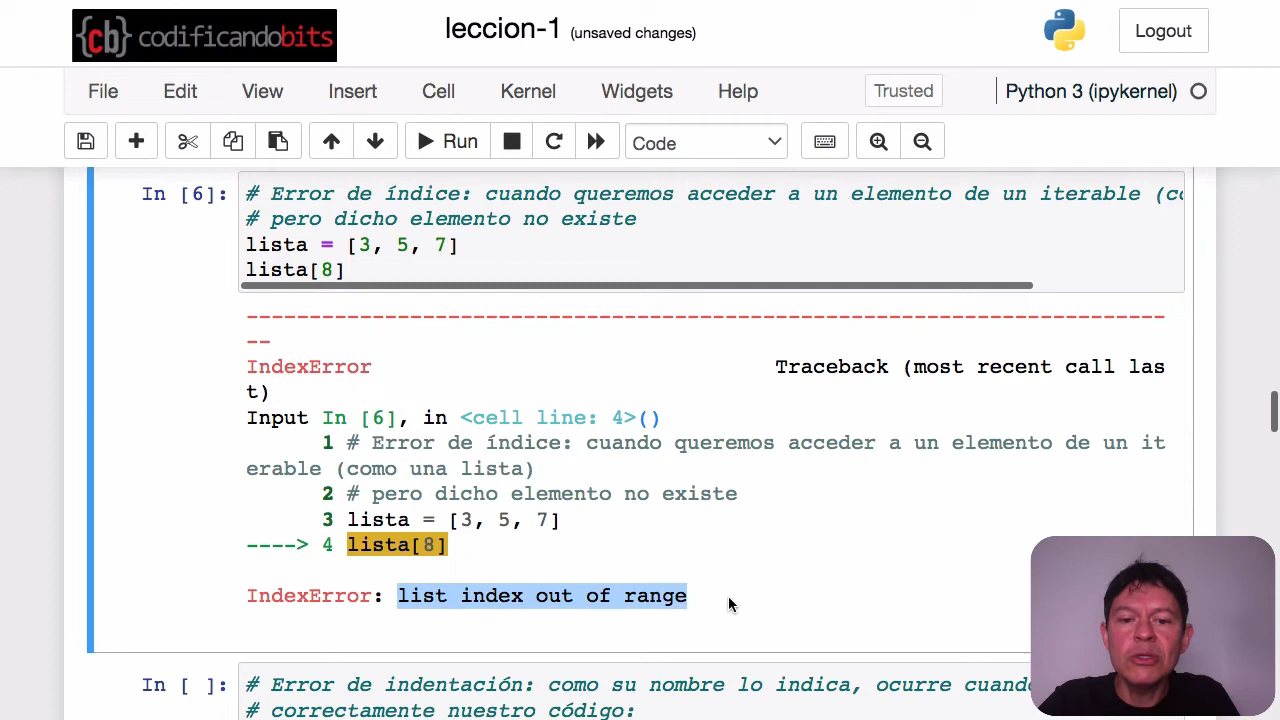 {cb} codificandobits
leccion-1 (unsaved changes)
Logout
File Edit View Insert Cell Kernel Widgets Help
Trusted
Python 3 (ipykernel)
Run
Code
In [6]:
# Error de índice: cuando queremos acceder a un elemento de un iterable (co
# pero dicho elemento no existe
lista = [3, 5, 7]
lista[8]
-------------------------------------------------------------------------
--
IndexError Traceback (most recent call las
t)
Input In [6], in <cell line: 4>()
1 # Error de índice: cuando queremos acceder a un elemento de un it
erable (como una lista)
2 # pero dicho elemento no existe
3 lista = [3, 5, 7]
----> 4 lista[8]
IndexError: list index out of range
In [ ]:
# Error de indentación: como su nombre lo indica, ocurre cuando
# correctamente nuestro código: